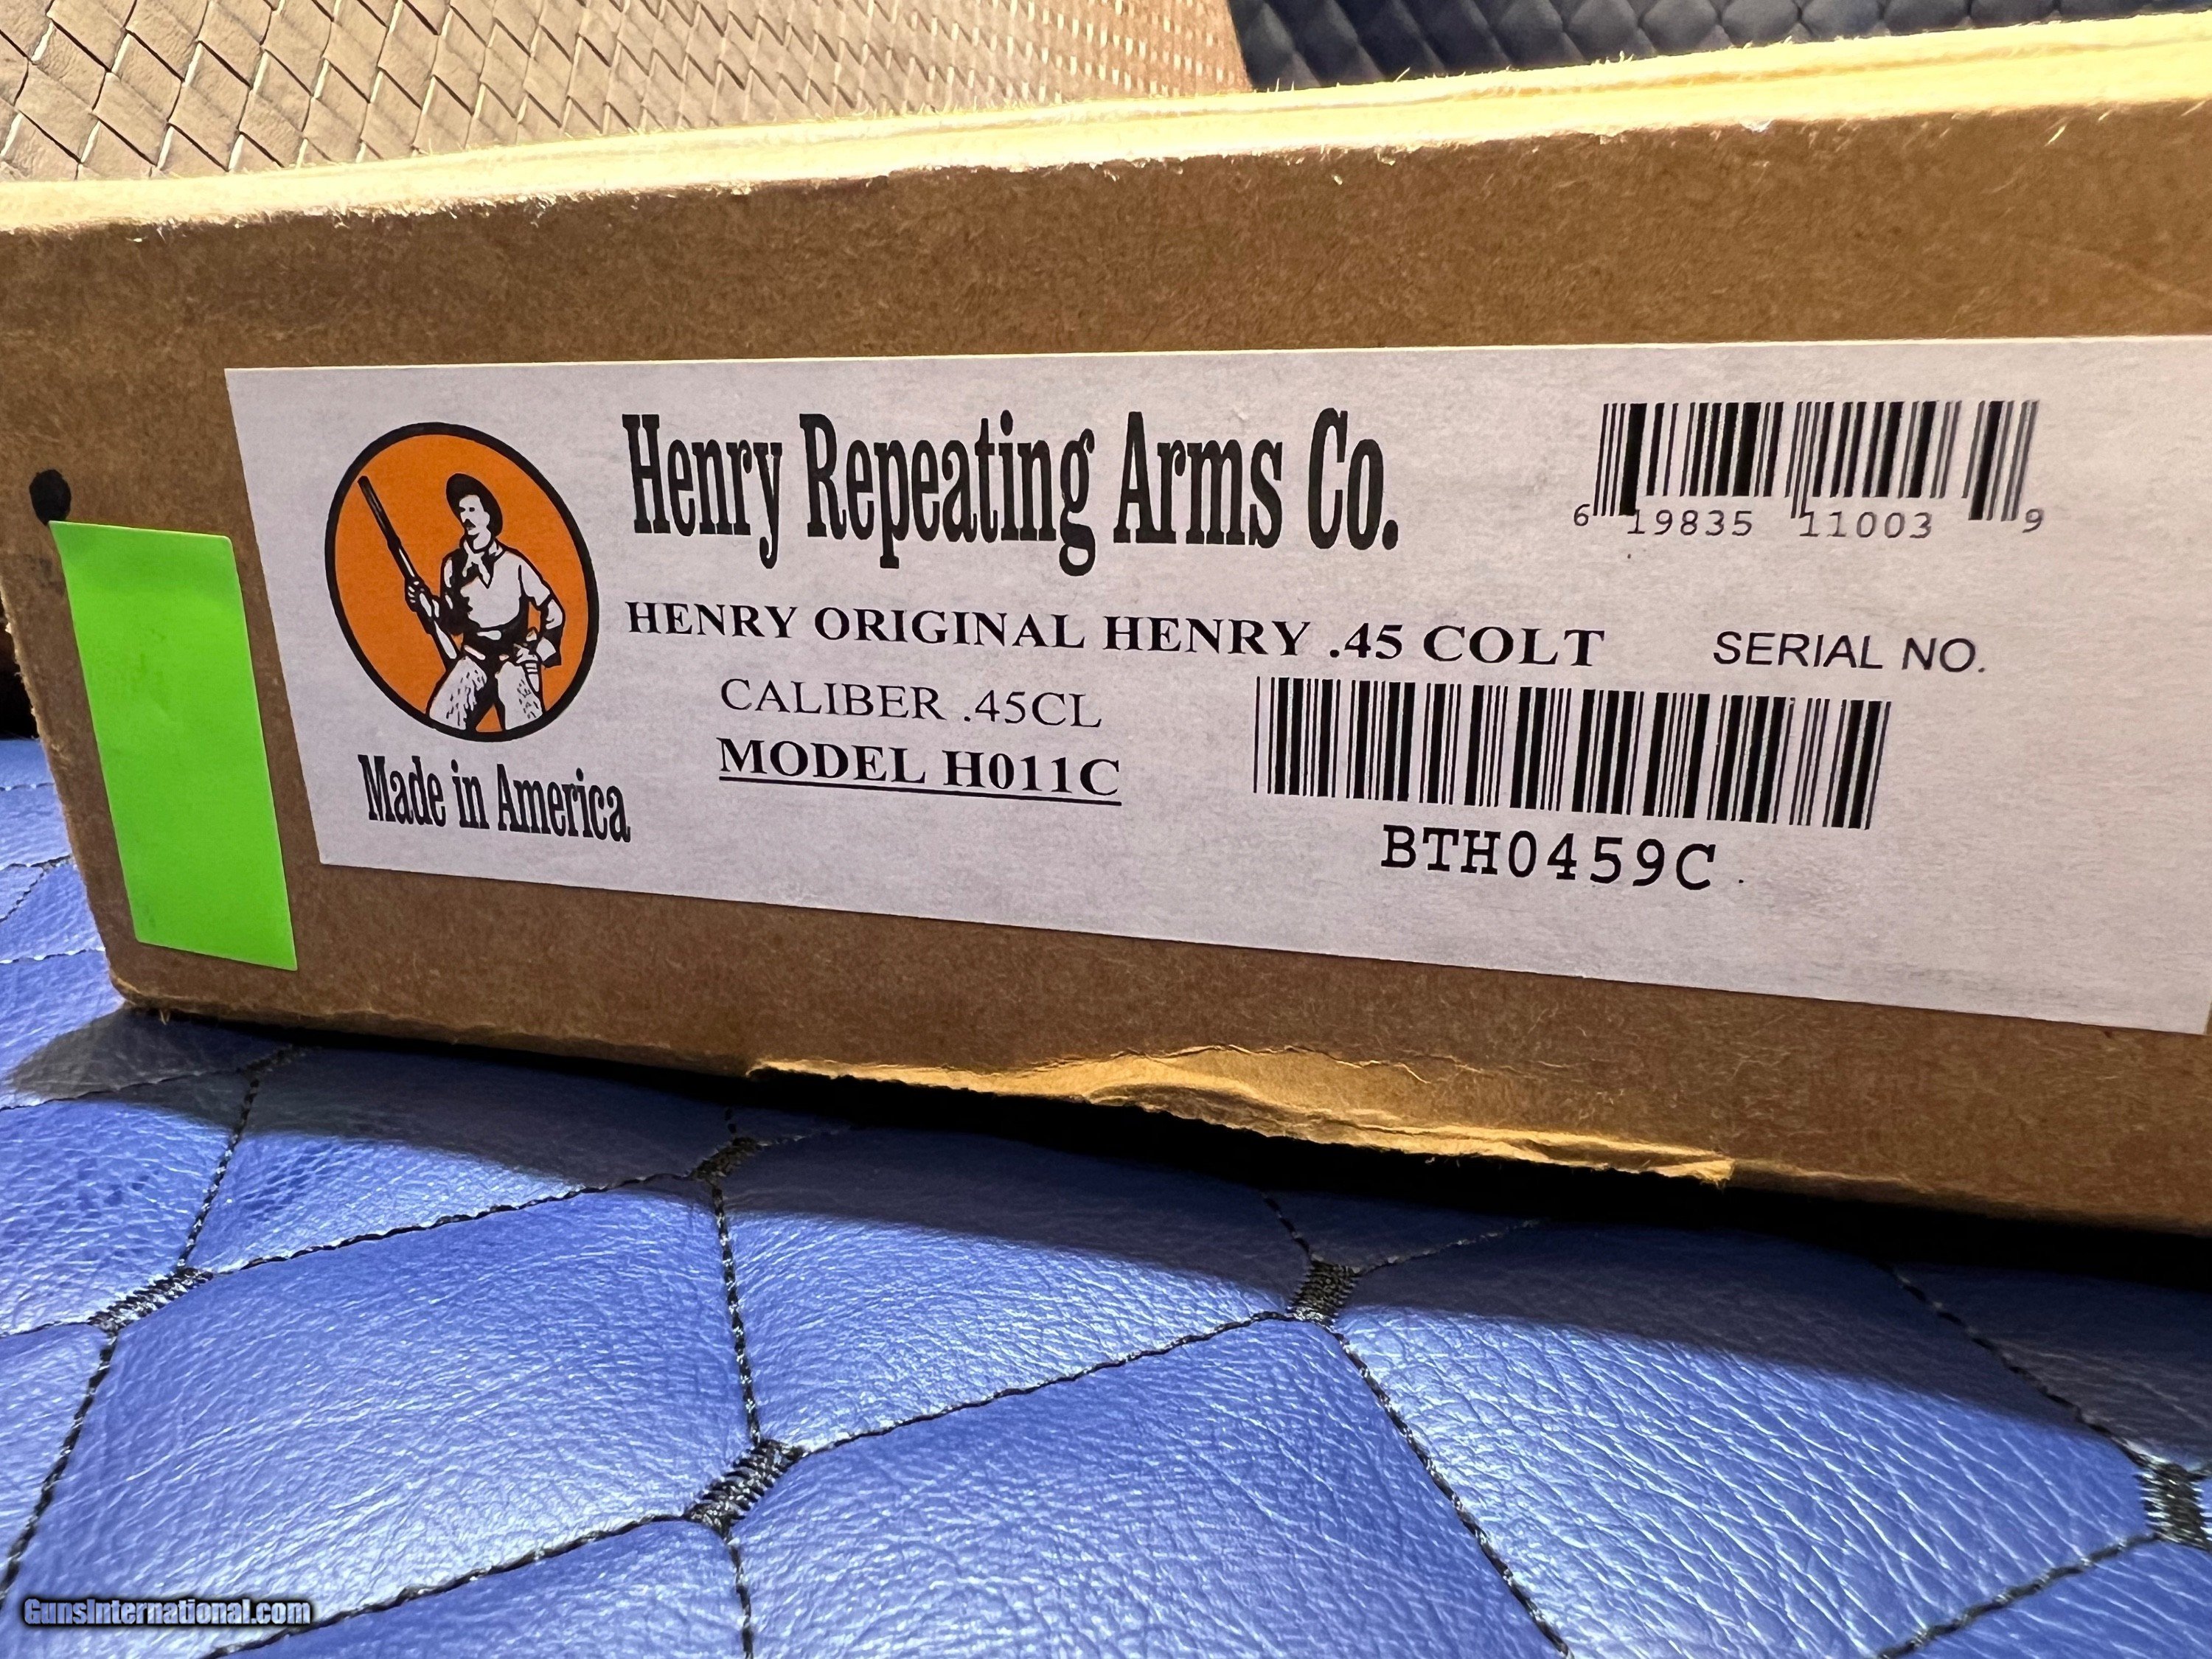 Henry Repeating Arms Co.
6 19835 11003 9
HENRY ORIGINAL HENRY .45 COLT
SERIAL NO.
CALIBER .45CL
MODEL H011C
BTH0459C
Made in America
GunsInternational.com